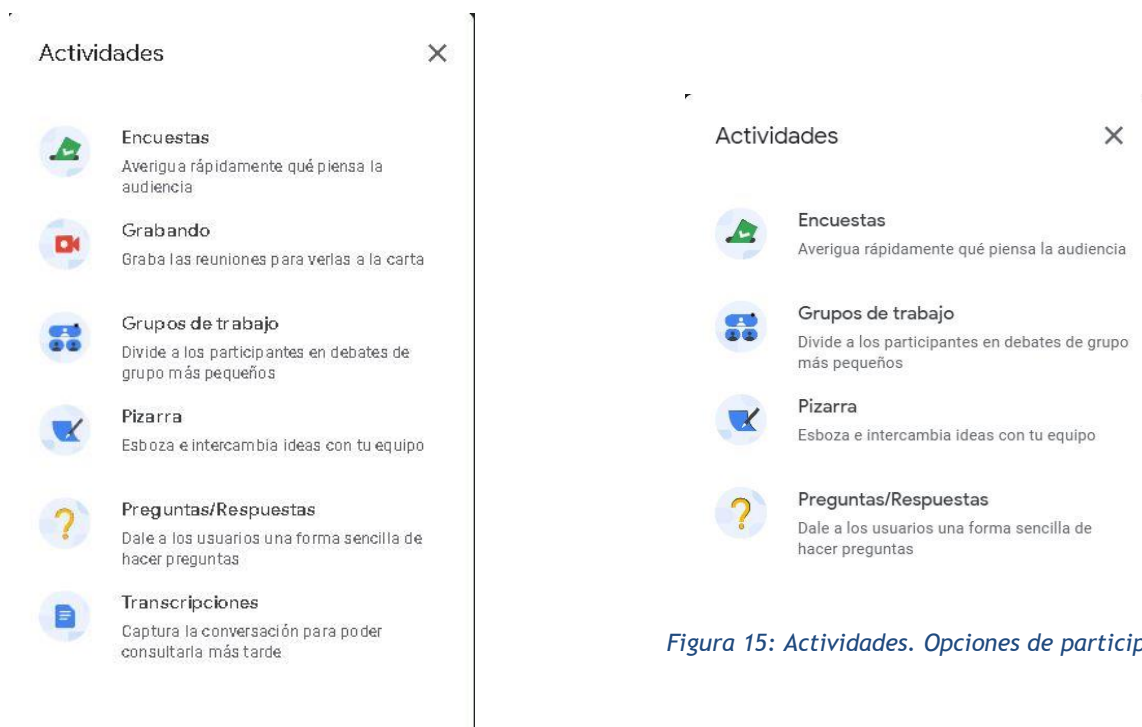 Actividades
Encuestas
Averigua rápidamente qué piensa la
audiencia
Grabando
Graba las reuniones para verlas a la carta
Grupos de trabajo
Divide a los participantes en debates de
grupo más pequeños
Pizarra
Esboza e intercambia ideas con tu equipo
Preguntas/Respuestas
Dale a los usuarios una forma sencilla de
hacer preguntas
Transcripciones
Captura la conversación para poder
consultarla más tarde
Actividades
Encuestas
Averigua rápidamente qué piensa la audiencia
Grupos de trabajo
Divide a los participantes en debates de grupo
más pequeños
Pizarra
Esboza e intercambia ideas con tu equipo
Preguntas/Respuestas
Dale a los usuarios una forma sencilla de
hacer preguntas
Figura 15: Actividades. Opciones de particip